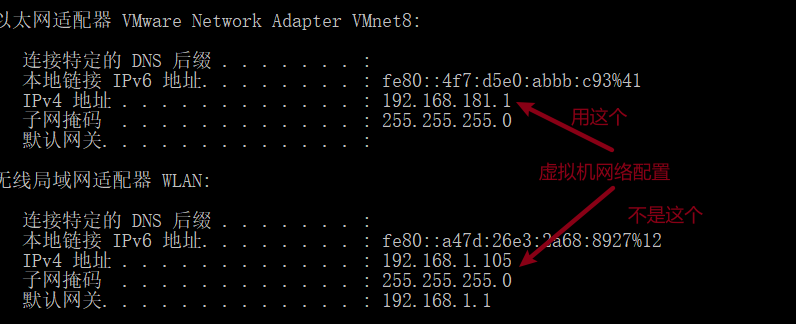 以太网适配器 VMware Network Adapter VMnet8:
连接特定的 DNS 后缀 . . . . . . . :
本地链接 IPv6 地址. . . . . . . . : fe80::4f7:d5e0:abbb:c93%41
IPv4 地址 . . . . . . . . . . . . : 192.168.181.1
子网掩码 . . . . . . . . . . . . : 255.255.255.0
默认网关. . . . . . . . . . . . . :
用这个
虚拟机网络配置
无线局域网适配器 WLAN:
不是这个
连接特定的 DNS 后缀 . . . . . . . :
本地链接 IPv6 地址. . . . . . . . : fe80::a47d:26e3:2a68:8927%12
IPv4 地址 . . . . . . . . . . . . : 192.168.1.105
子网掩码 . . . . . . . . . . . . : 255.255.255.0
默认网关. . . . . . . . . . . . . : 192.168.1.1